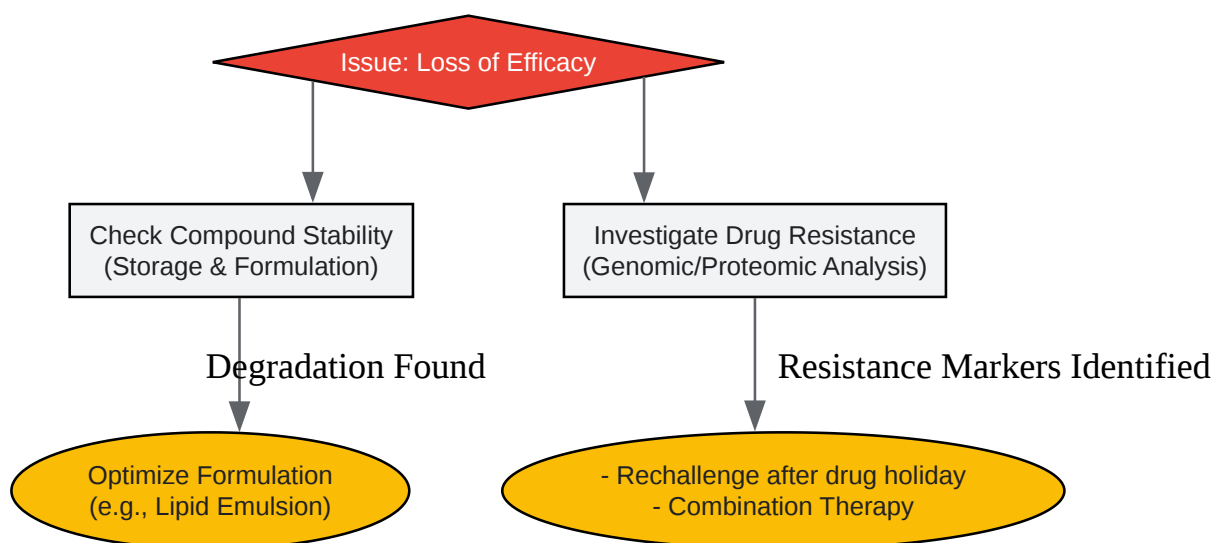 Issue: Loss of Efficacy
Check Compound Stability
(Storage & Formulation)
Investigate Drug Resistance
(Genomic/Proteomic Analysis)
Degradation Found
Resistance Markers Identified
Optimize Formulation
(e.g., Lipid Emulsion)
- Rechallenge after drug holiday
- Combination Therapy